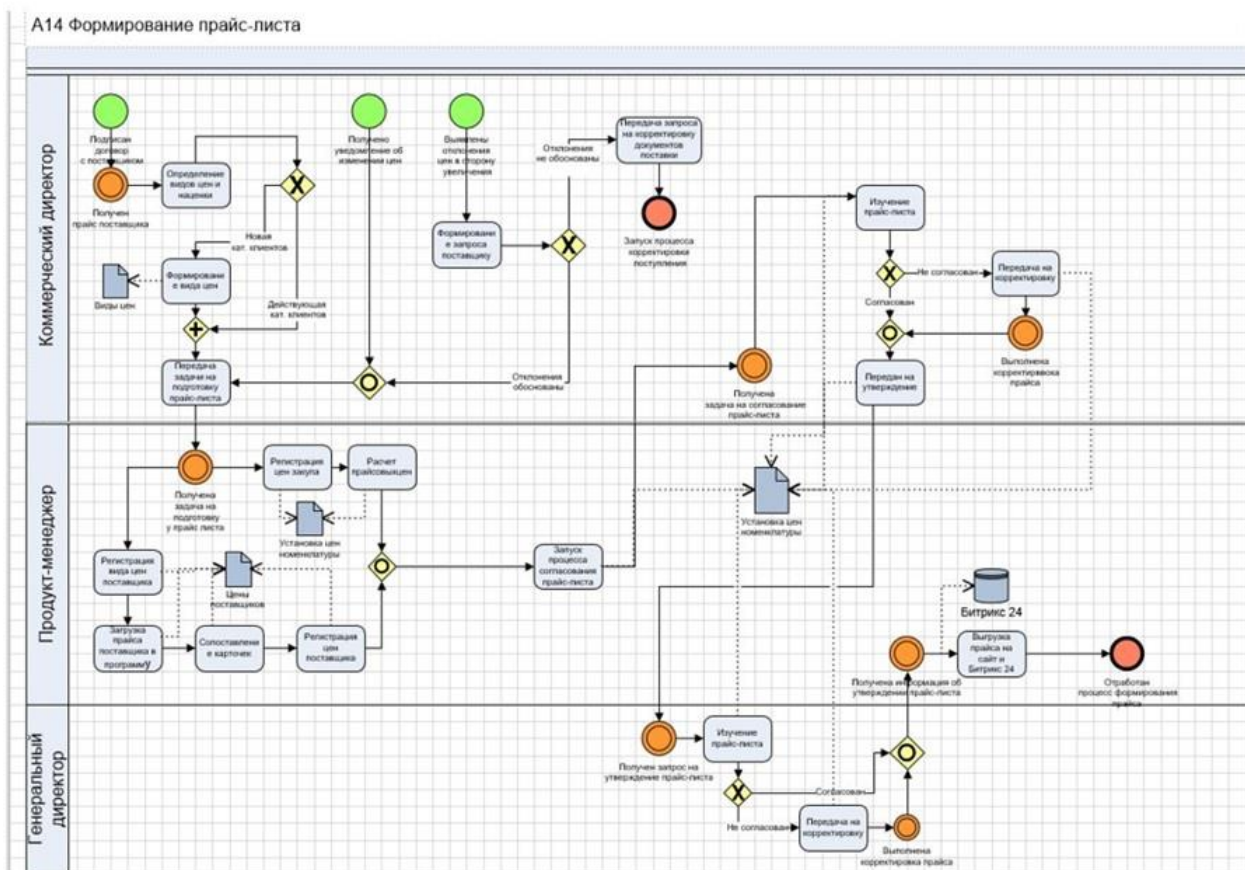 А14 Формирование прайс-листа
Коммерческий директор
Подписан
договор
с поставщиком
Получен
прайс поставщика
Определение
видов цен и
наценки
Новая
кат. клиентов
Формировани
е вида цен
Виды цен
Действующая
кат. клиентов
Передача
задачи на
подготовку
прайс-листа
Получено
уведомление об
изменении цен
Выявлены
отклонения
цен в сторону
увеличения
Формировани
е запроса
поставщику
Отклонения
не обоснованы
Отклонения
обоснованы
Передача запроса
на корректировку
документов
поставки
Запуск процесса
корректировки
поступления
Получена
задача на согласование
прайс-листа
Изучение
прайс-листа
Не согласован
Согласован
Передача на
корректировку
Выполнена
прайса
Передан на
утверждение
Продукт-менеджер
Получена
задача на
подготовку
у прайс листа
Регистрация
цен закупа
Расчет
прайсовыхцен
Установка цен
номенклатуры
Регистрация
вида цен
поставщика
Цены
поставщиков
Загрузка
прайса
поставщика в
программу
Сопоставлени
е карточек
Регистрация
цен
поставщика
Запуск
процесса
согласования
прайс-листа
Установка цен
номенклатуры
Битрикс 24
Получена информация об
утверждении прайс-листа
Выгрузка
прайса на
сайт и
Битрикс 24
Отработан
процесс формирования
прайса
Генеральный
директор
Получен запрос на
утверждение прайс-листа
Изучение
прайс-листа
Согласован
Не согласован
Передача на
корректировку
Выполнена
корректировка прайса